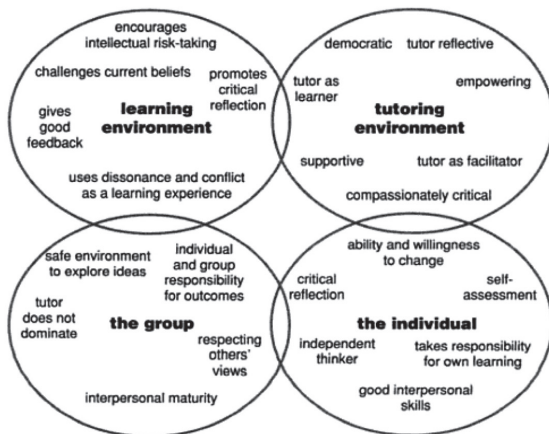 encourages
intellectual risk-taking
challenges current beliefs
promotes
critical
reflection
gives
good
feedback
learning
environment
uses dissonance and conflict
as a learning experience
democratic
tutor reflective
tutor as
learner
empowering
tutoring
environment
supportive
tutor as facilitator
compassionately critical
safe environment
to explore ideas
individual
and group
responsibility
for outcomes
tutor
does not
dominate
the group
respecting
others'
views
interpersonal maturity
ability and willingness
to change
critical
reflection
self-
assessment
the individual
independent
thinker
takes responsibility
for own learning
good interpersonal
skills